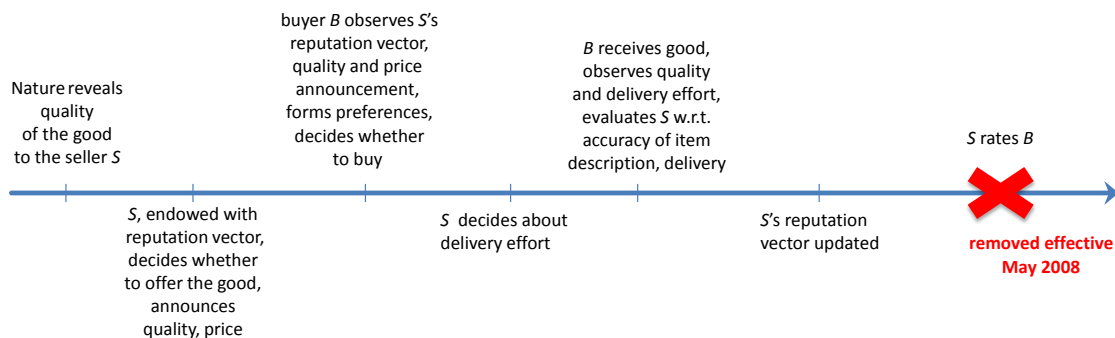 Nature reveals
quality
of the good
to the seller S
S, endowed with
reputation vector,
decides whether
to offer the good,
announces
quality, price
buyer B observes S's
reputation vector,
quality and price
announcement,
forms preferences,
decides whether
to buy
S decides about
delivery effort
B receives good,
observes quality
and delivery effort,
evaluates S w.r.t.
accuracy of item
description, delivery
S's reputation
vector updated
S rates B
removed effective
May 2008